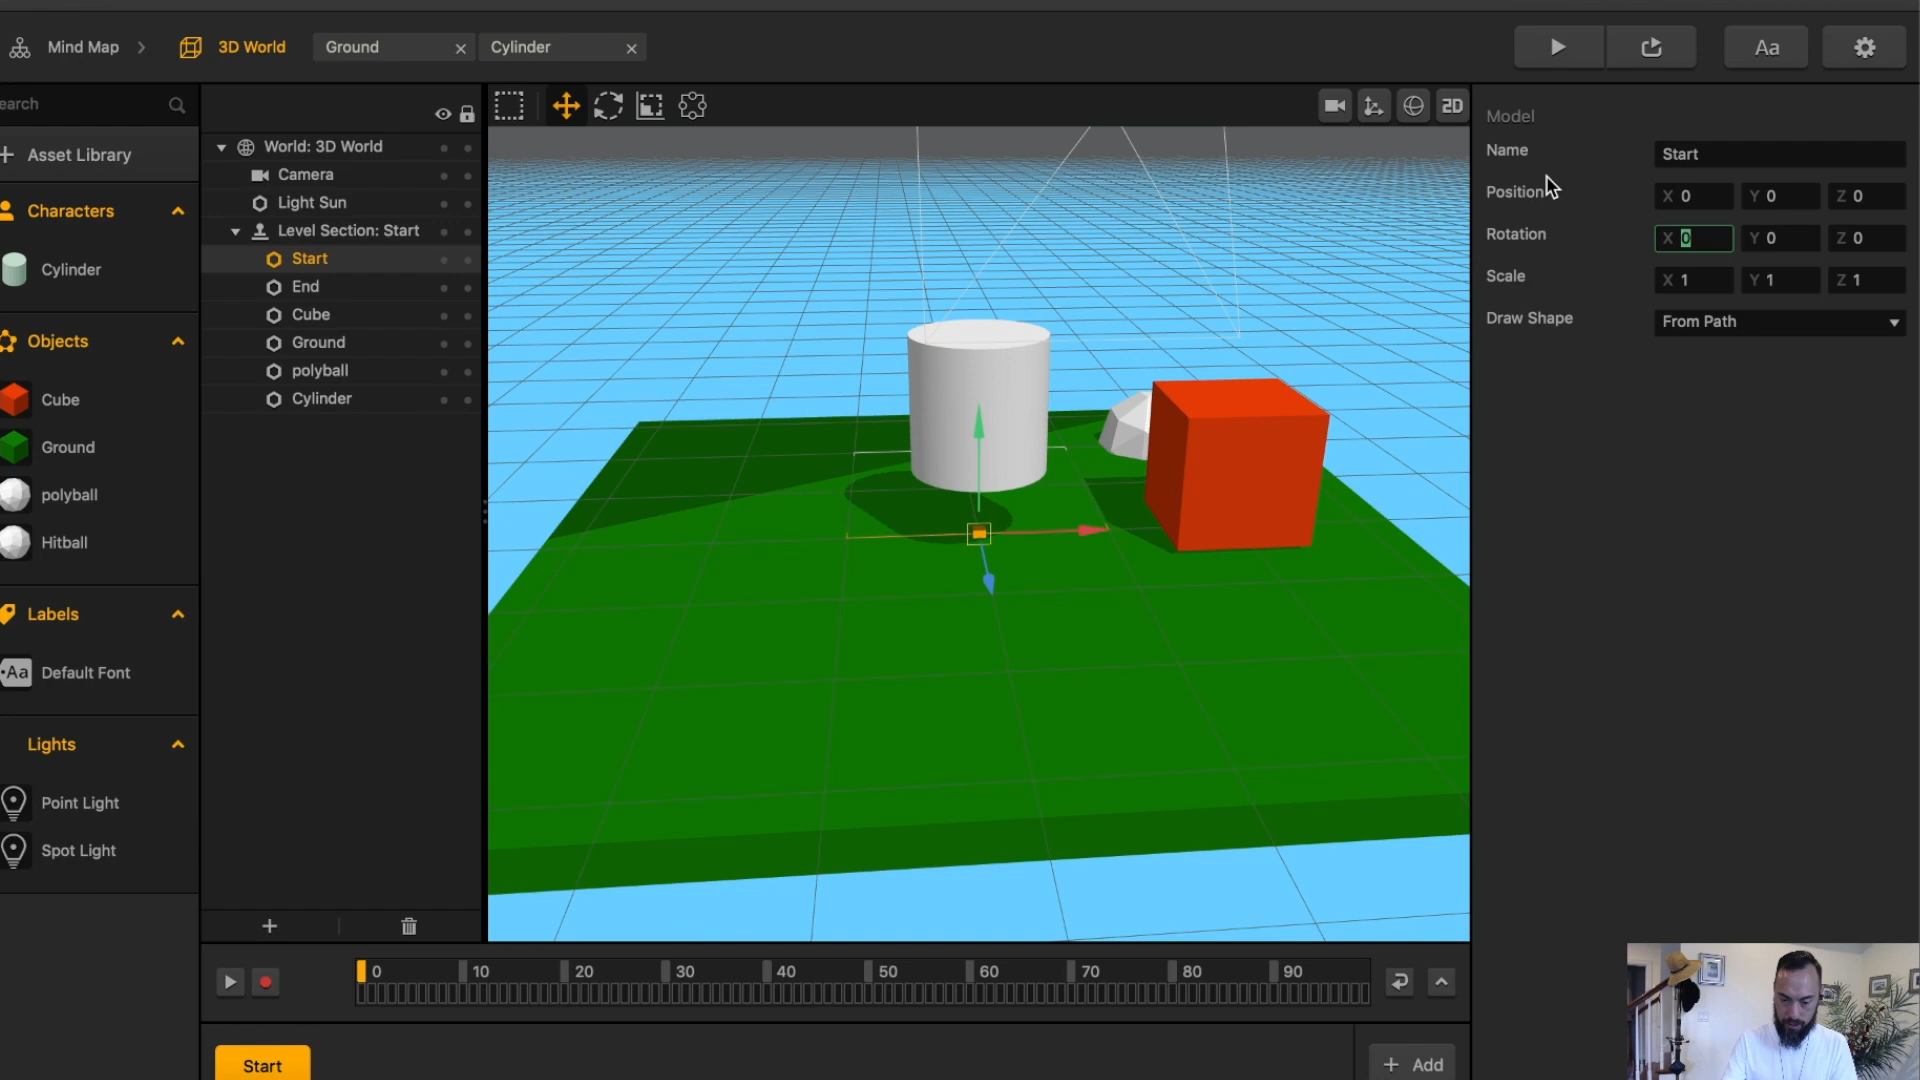 Mind Map
3D World
Ground
Cylinder
Aa
earch
Asset Library
Characters
Cylinder
Objects
Cube
Ground
polyball
Hitball
Labels
Aa
Default Font
Lights
Point Light
Spot Light
World: 3D World
Camera
Light Sun
Level Section: Start
Start
End
Cube
Ground
polyball
Cylinder
2D
Model
Name
Start
Position
X 0
Y 0
Z 0
Rotation
X 0
Y 0
Z 0
Scale
X 1
Y 1
Z 1
Draw Shape
From Path
0 10 20 30 40 50 60 70 80 90
Start
+ Add